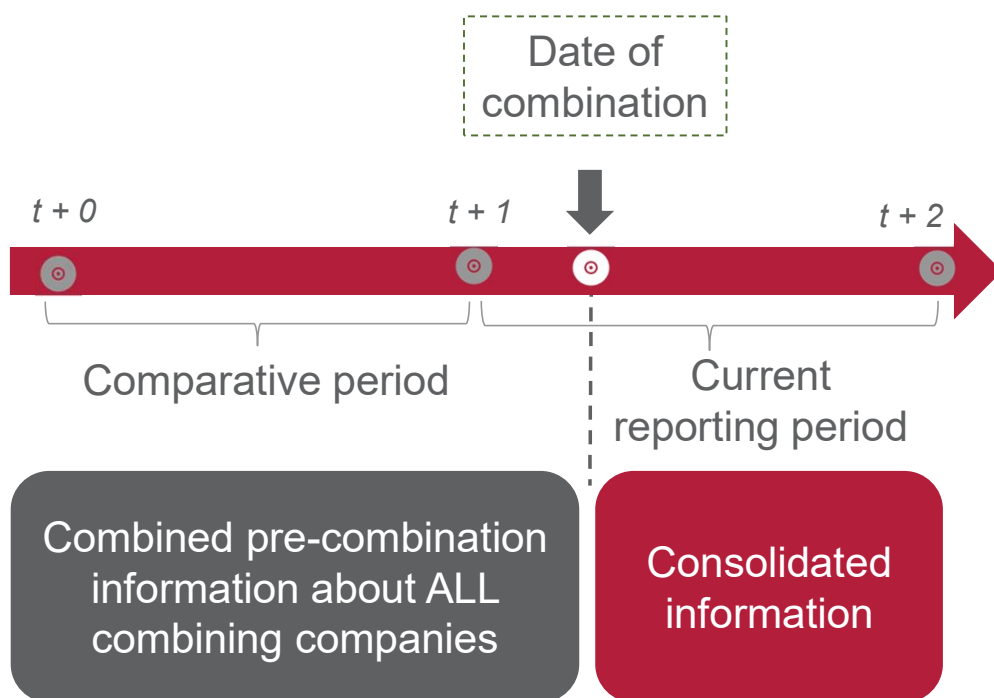 Date of
combination
t + 0
t + 1
t + 2
Comparative period
Current
reporting period
Combined pre-combination
information about ALL
combining companies
Consolidated
information